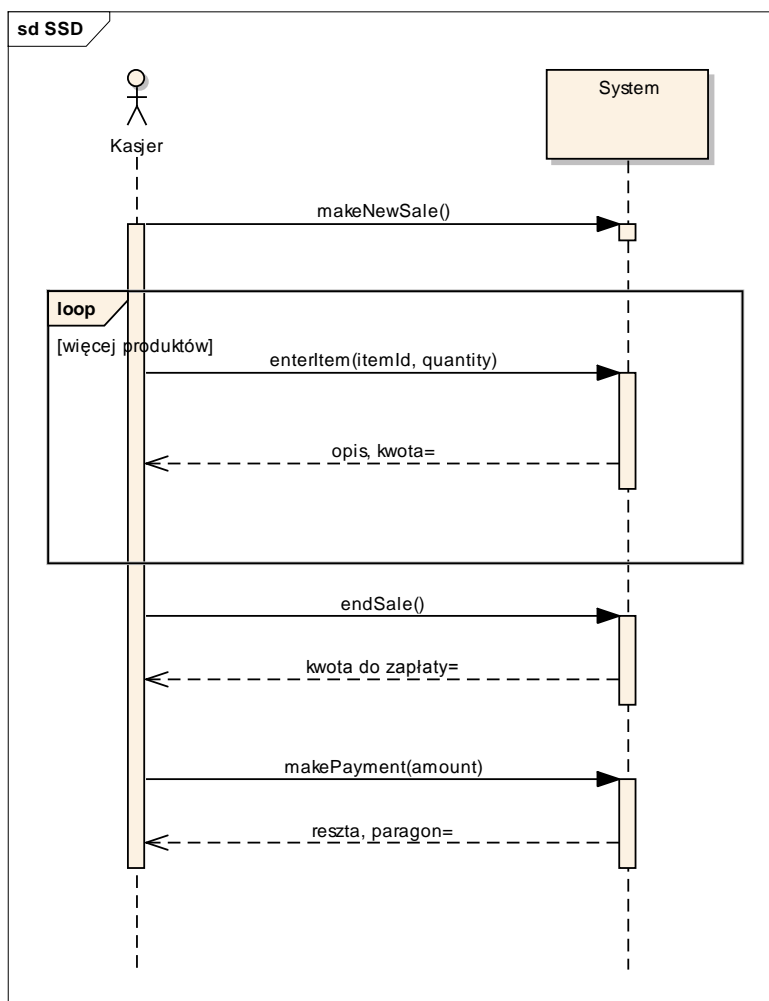 sd SSD
System
Kasjer
makeNewSale()
loop
[więcej produktów]
enterItem(itemId, quantity)
opis, kwota=
endSale()
kwota do zapłaty=
makePayment(amount)
reszta, paragon=